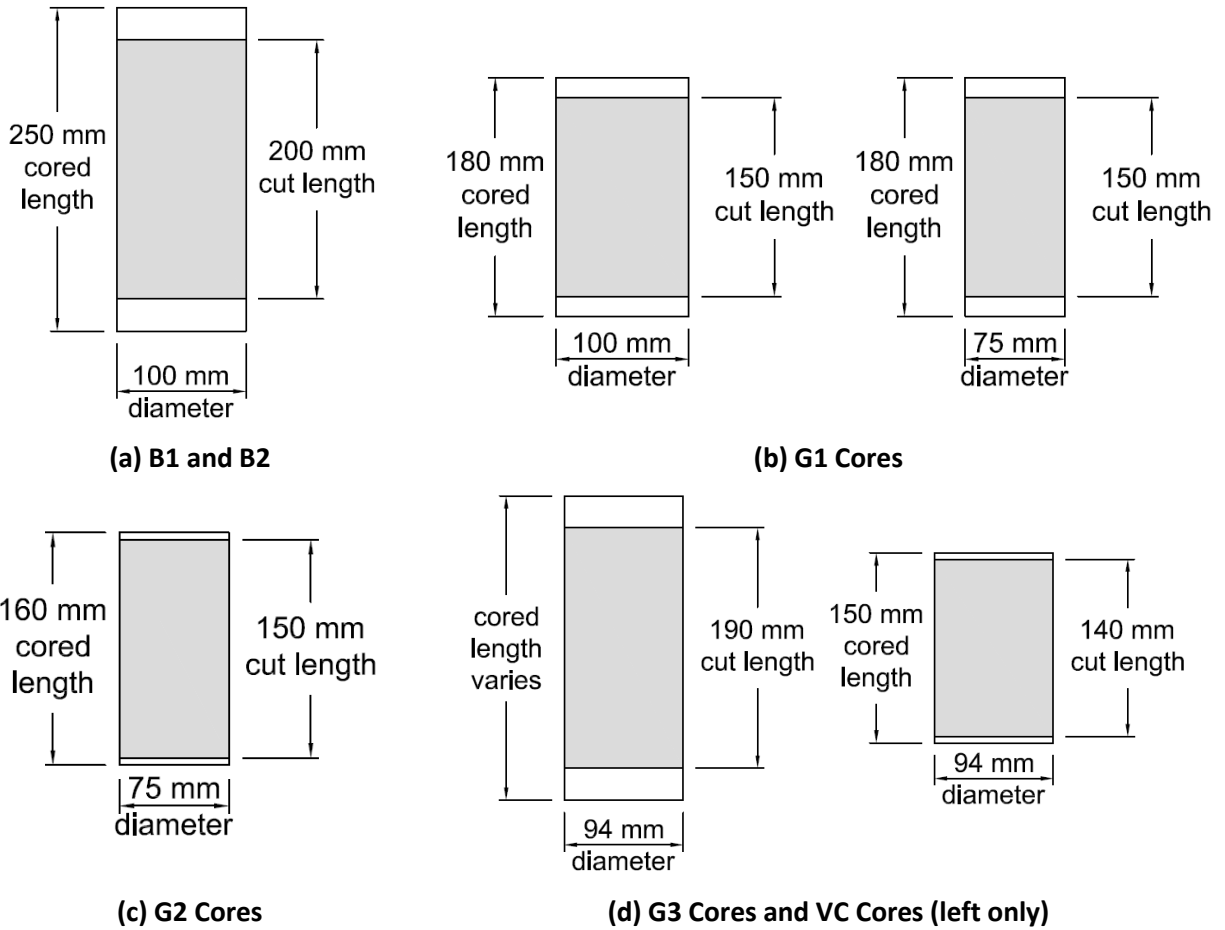 250 mm
cored
length
200 mm
cut length
100 mm
diameter
(a) B1 and B2
180 mm
cored
length
150 mm
cut length
100 mm
diameter
180 mm
cored
length
150 mm
cut length
75 mm
diameter
(b) G1 Cores
160 mm
cored
length
150 mm
cut length
75 mm
diameter
(c) G2 Cores
cored
length
varies
190 mm
cut length
94 mm
diameter
150 mm
cored
length
140 mm
cut length
94 mm
diameter
(d) G3 Cores and VC Cores (left only)